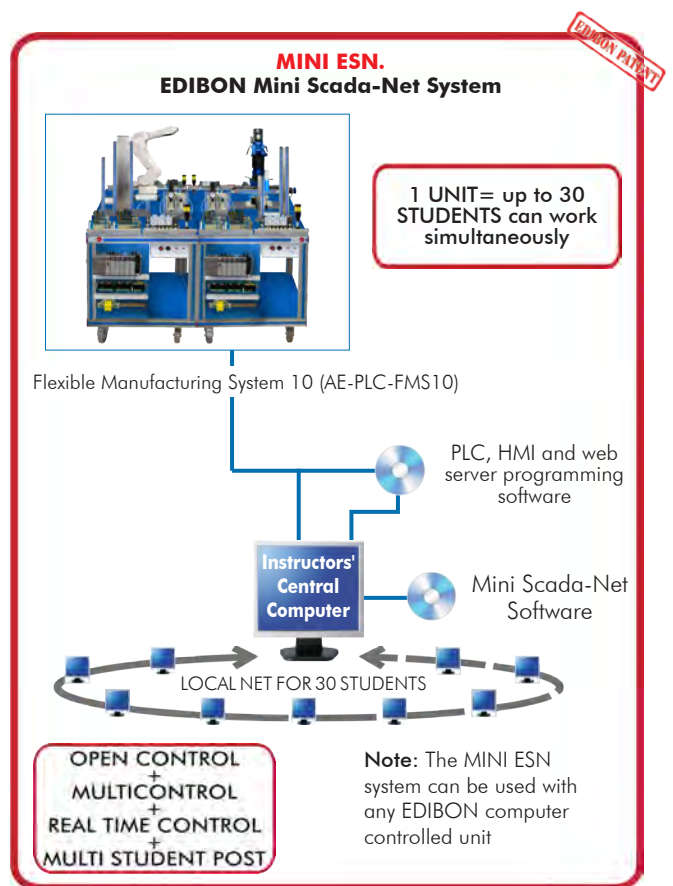 EDIBON PATENT
MINI ESN.
EDIBON Mini Scada-Net System
1 UNIT= up to 30
STUDENTS can work
simultaneously
Flexible Manufacturing System 10 (AE-PLC-FMS10)
PLC, HMI and web
server programming
software
Instructors'
Central
Computer
Mini Scada-Net
Software
LOCAL NET FOR 30 STUDENTS
OPEN CONTROL
+
MULTICONTROL
+
REAL TIME CONTROL
+
MULTI STUDENT POST
Note: The MINI ESN
system can be used with
any EDIBON computer
controlled unit